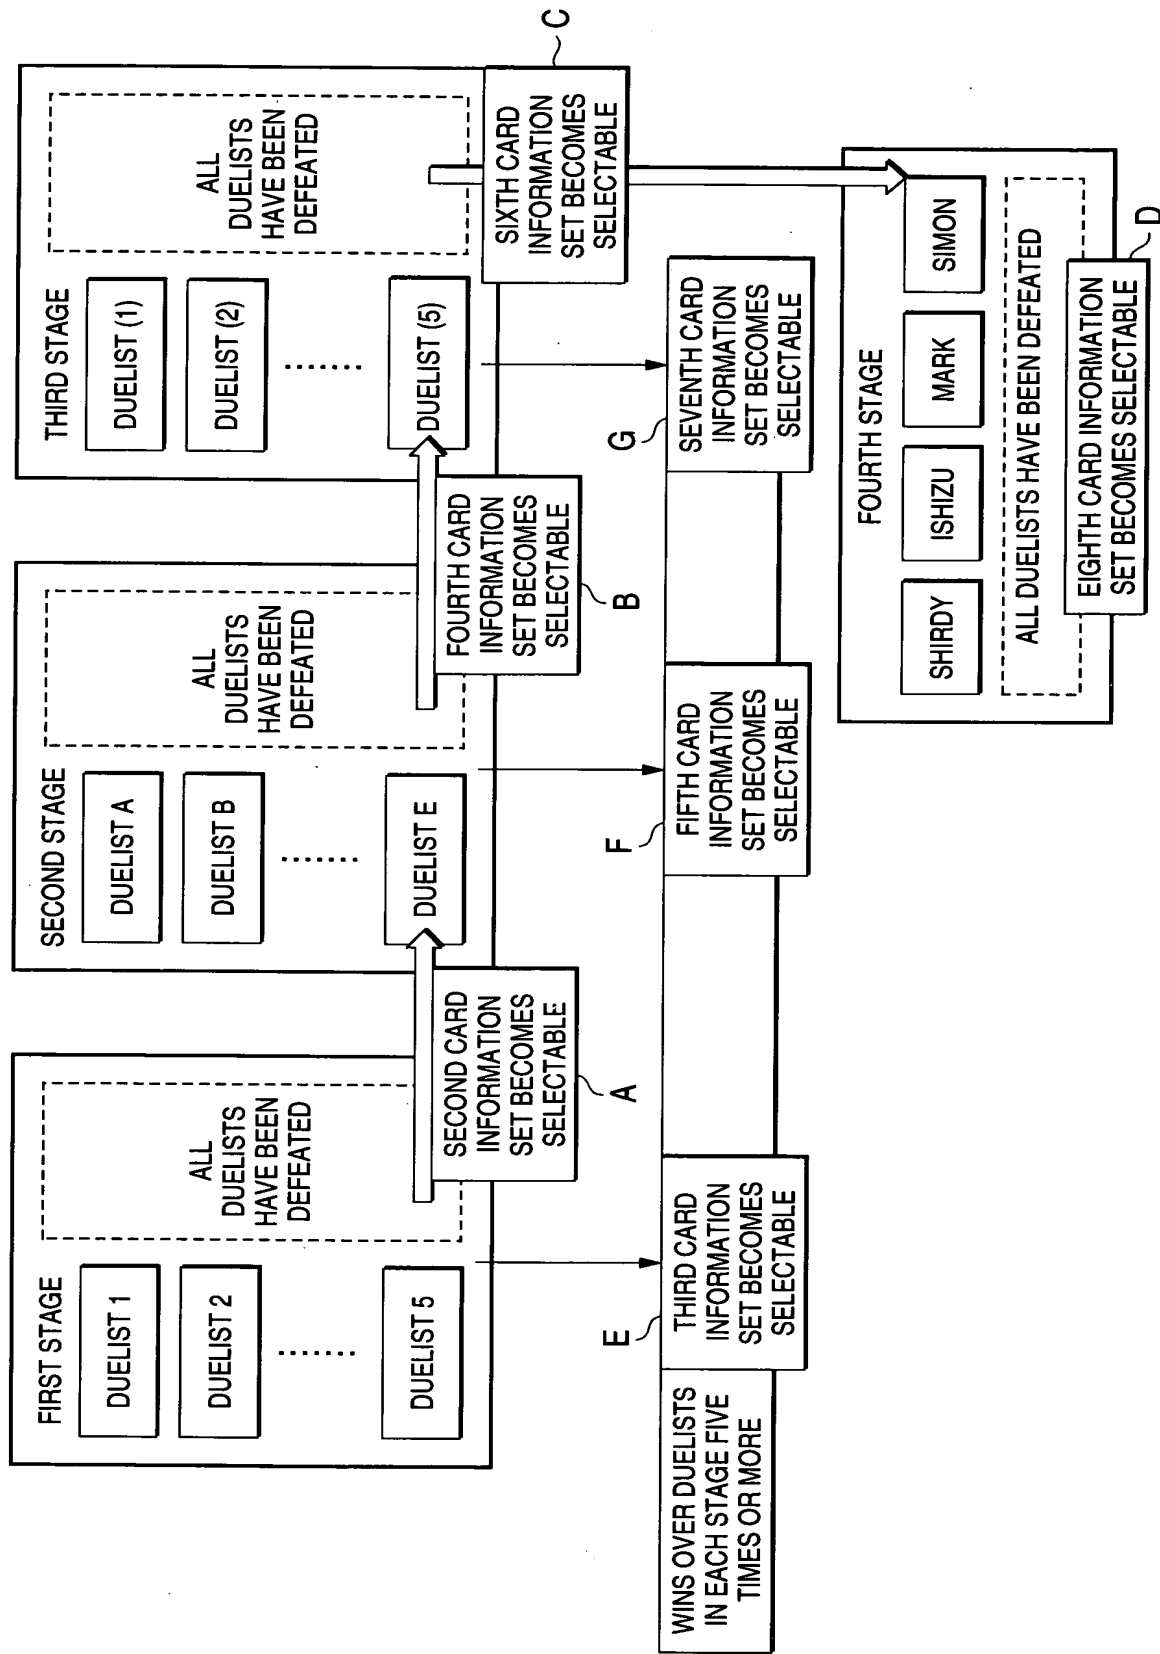 FIRST STAGE
DUELIST 1
DUELIST 2
........
DUELIST 5
ALL
DUELISTS
HAVE BEEN
DEFEATED
SECOND CARD
INFORMATION
SET BECOMES
SELECTABLE
A
SECOND STAGE
DUELIST A
DUELIST B
........
DUELIST E
ALL
DUELISTS
HAVE BEEN
DEFEATED
FOURTH CARD
INFORMATION
SET BECOMES
SELECTABLE
B
THIRD STAGE
DUELIST (1)
DUELIST (2)
........
DUELIST (5)
ALL
DUELISTS
HAVE BEEN
DEFEATED
SIXTH CARD
INFORMATION
SET BECOMES
SELECTABLE
C
WINS OVER DUELISTS
IN EACH STAGE FIVE
TIMES OR MORE
E
THIRD CARD
INFORMATION
SET BECOMES
SELECTABLE
F
FIFTH CARD
INFORMATION
SET BECOMES
SELECTABLE
G
SEVENTH CARD
INFORMATION
SET BECOMES
SELECTABLE
FOURTH STAGE
SHIRDY
ISHIZU
MARK
SIMON
ALL DUELISTS HAVE BEEN DEFEATED
EIGHTH CARD INFORMATION
SET BECOMES SELECTABLE
D